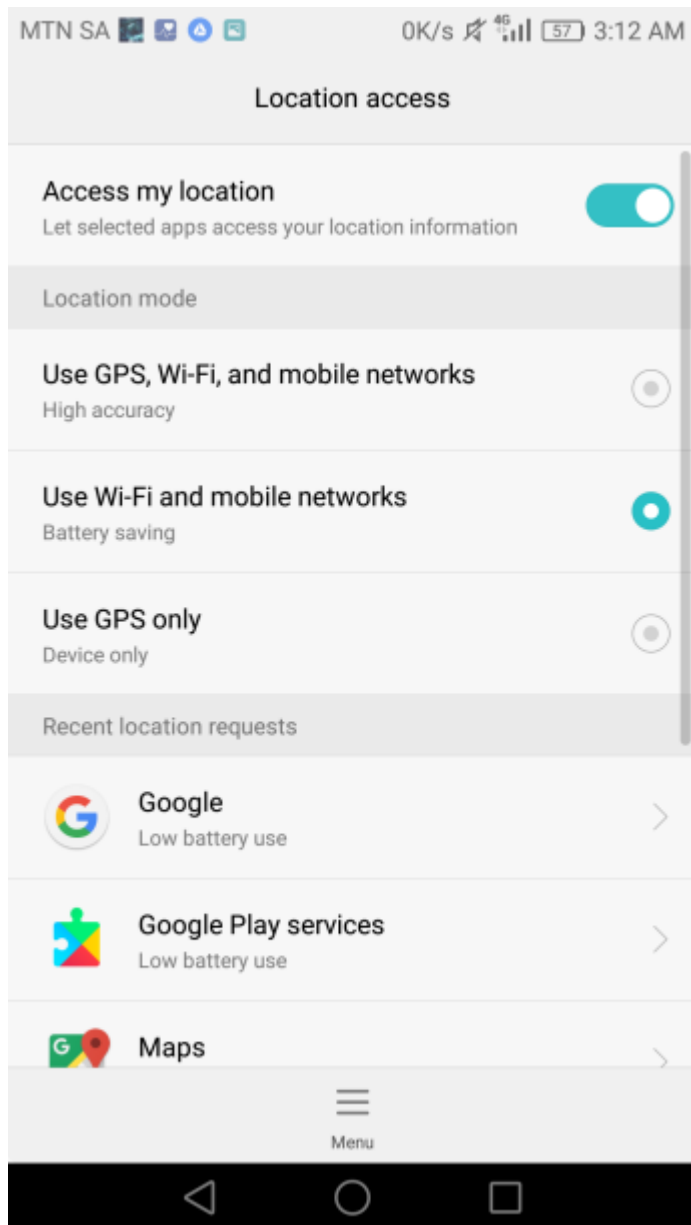 MTN SA 0K/s 4G 57 3:12 AM
Location access
Access my location
Let selected apps access your location information
Location mode
Use GPS, Wi-Fi, and mobile networks
High accuracy
Use Wi-Fi and mobile networks
Battery saving
Use GPS only
Device only
Recent location requests
Google
Low battery use
Google Play services
Low battery use
Maps
Menu